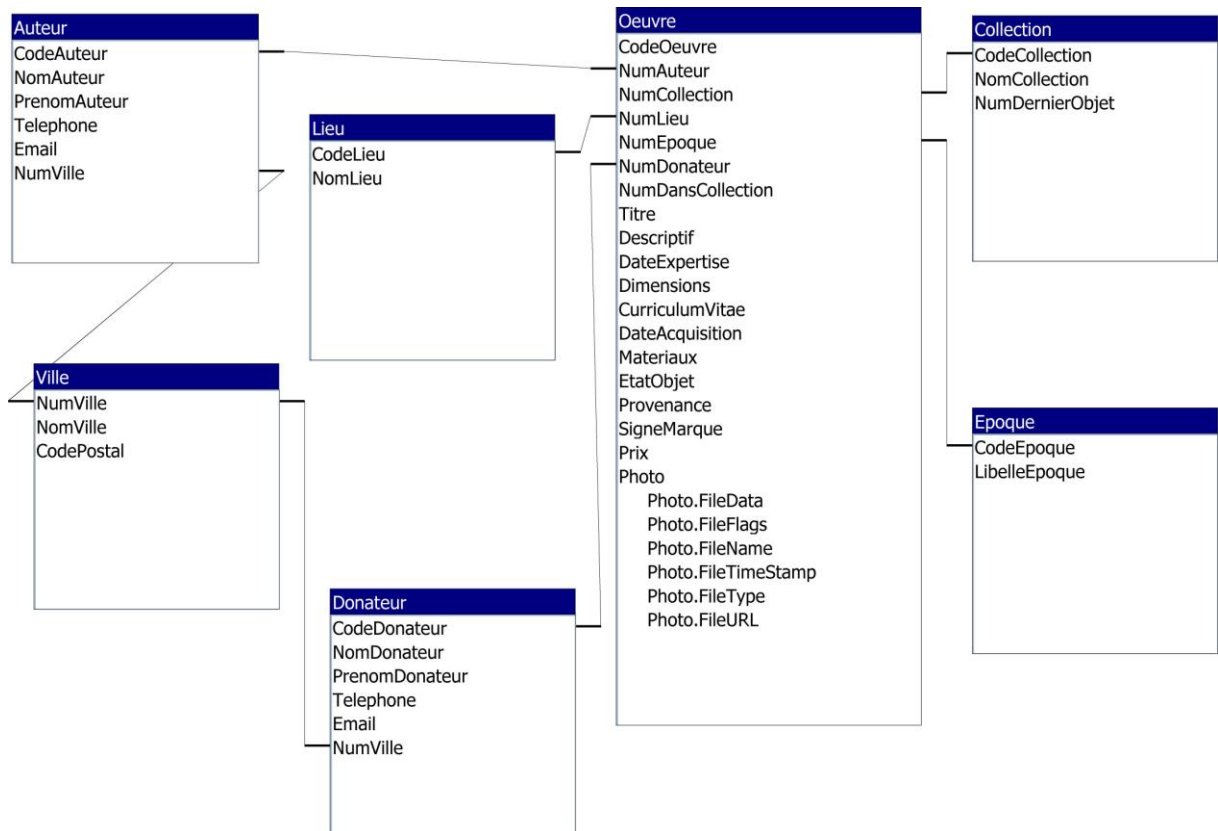 Auteur
CodeAuteur
NomAuteur
PrenomAuteur
Telephone
Email
NumVille
Lieu
CodeLieu
NomLieu
Oeuvre
CodeOeuvre
NumAuteur
NumCollection
NumLieu
NumEpoque
NumDonateur
NumDansCollection
Titre
Descriptif
DateExpertise
Dimensions
CurriculumVitae
DateAcquisition
Materiaux
EtatObjet
Provenance
SigneMarque
Prix
Photo
Photo.FileData
Photo.FileFlags
Photo.FileName
Photo.FileTimeStamp
Photo.FileType
Photo.FileURL
Collection
CodeCollection
NomCollection
NumDernierObjet
Ville
NumVille
NomVille
CodePostal
Donateur
CodeDonateur
NomDonateur
PrenomDonateur
Telephone
Email
NumVille
Epoque
CodeEpoque
LibelleEpoque